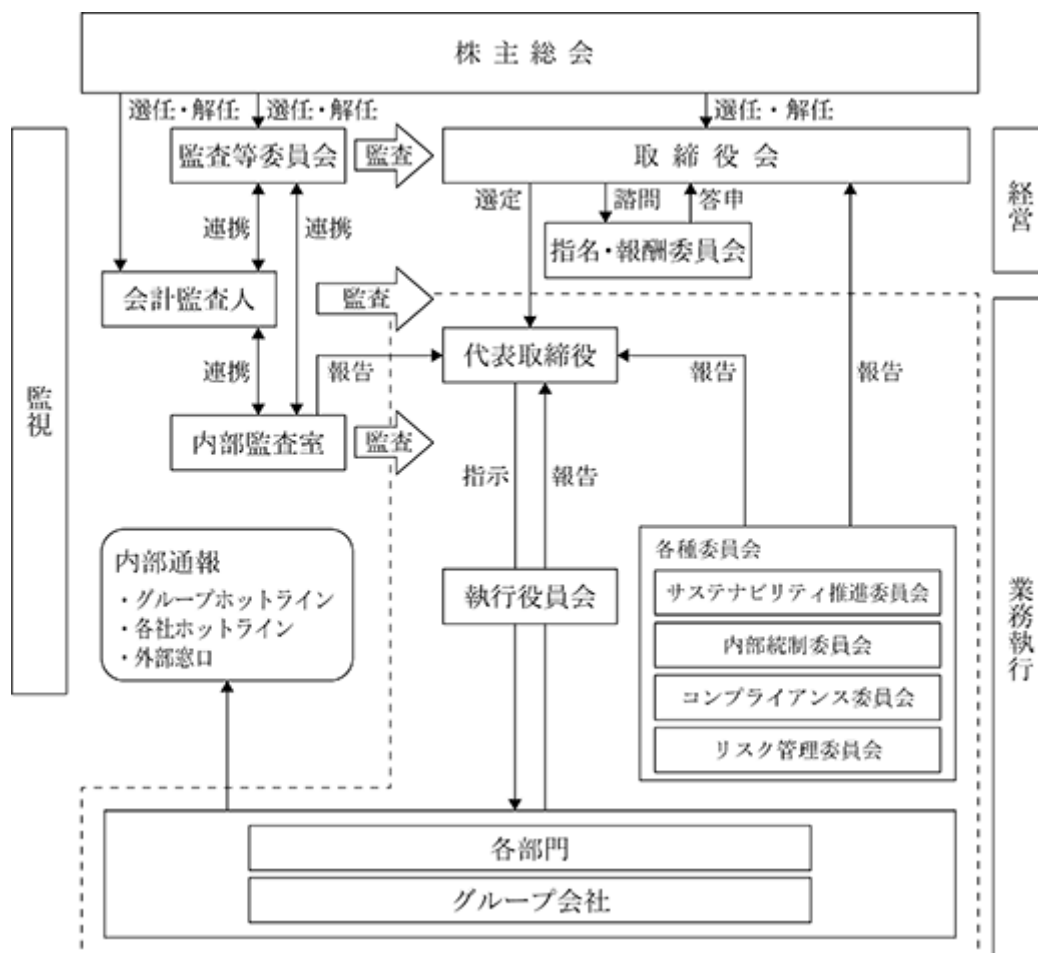 株主総会
選任・解任
選任・解任
選任・解任
監査等委員会
監査
取締役会
連携
連携
選定
諮問
答申
指名・報酬委員会
経営
会計監査人
監査
代表取締役
連携
報告
報告
報告
監視
内部監査室
監査
指示
報告
各種委員会
内部通報
・グループホットライン
・各社ホットライン
・外部窓口
執行役員会
サステナビリティ推進委員会
内部統制委員会
コンプライアンス委員会
リスク管理委員会
業務執行
各部門
グループ会社